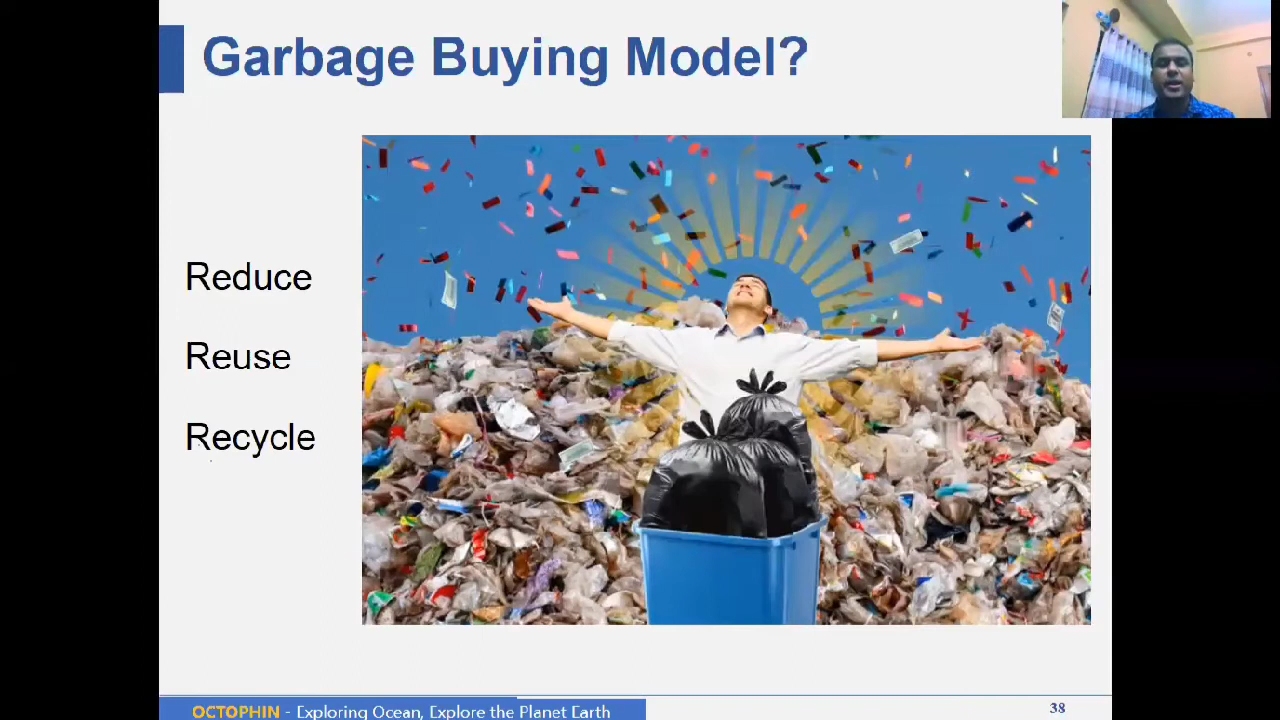 Garbage Buying Model?
Reduce
Reuse
Recycle
OCTOPHIN - Exploring Ocean, Explore the Planet Earth
38